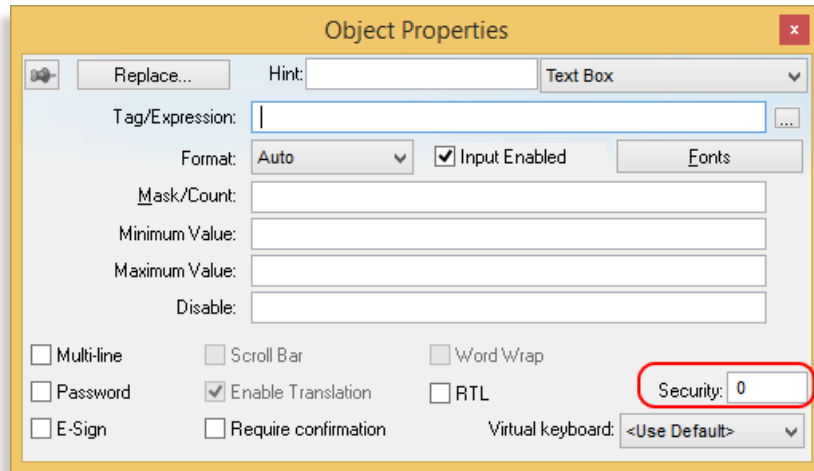 Object Properties x
Replace... Hint: Text Box
Tag/Expression: ...
Format: Auto Input Enabled Fonts
Mask/Count:
Minimum Value:
Maximum Value:
Disable:
Multi-line Scroll Bar Word Wrap
Password Enable Translation RTL Security: 0
E-Sign Require confirmation Virtual keyboard: <Use Default>